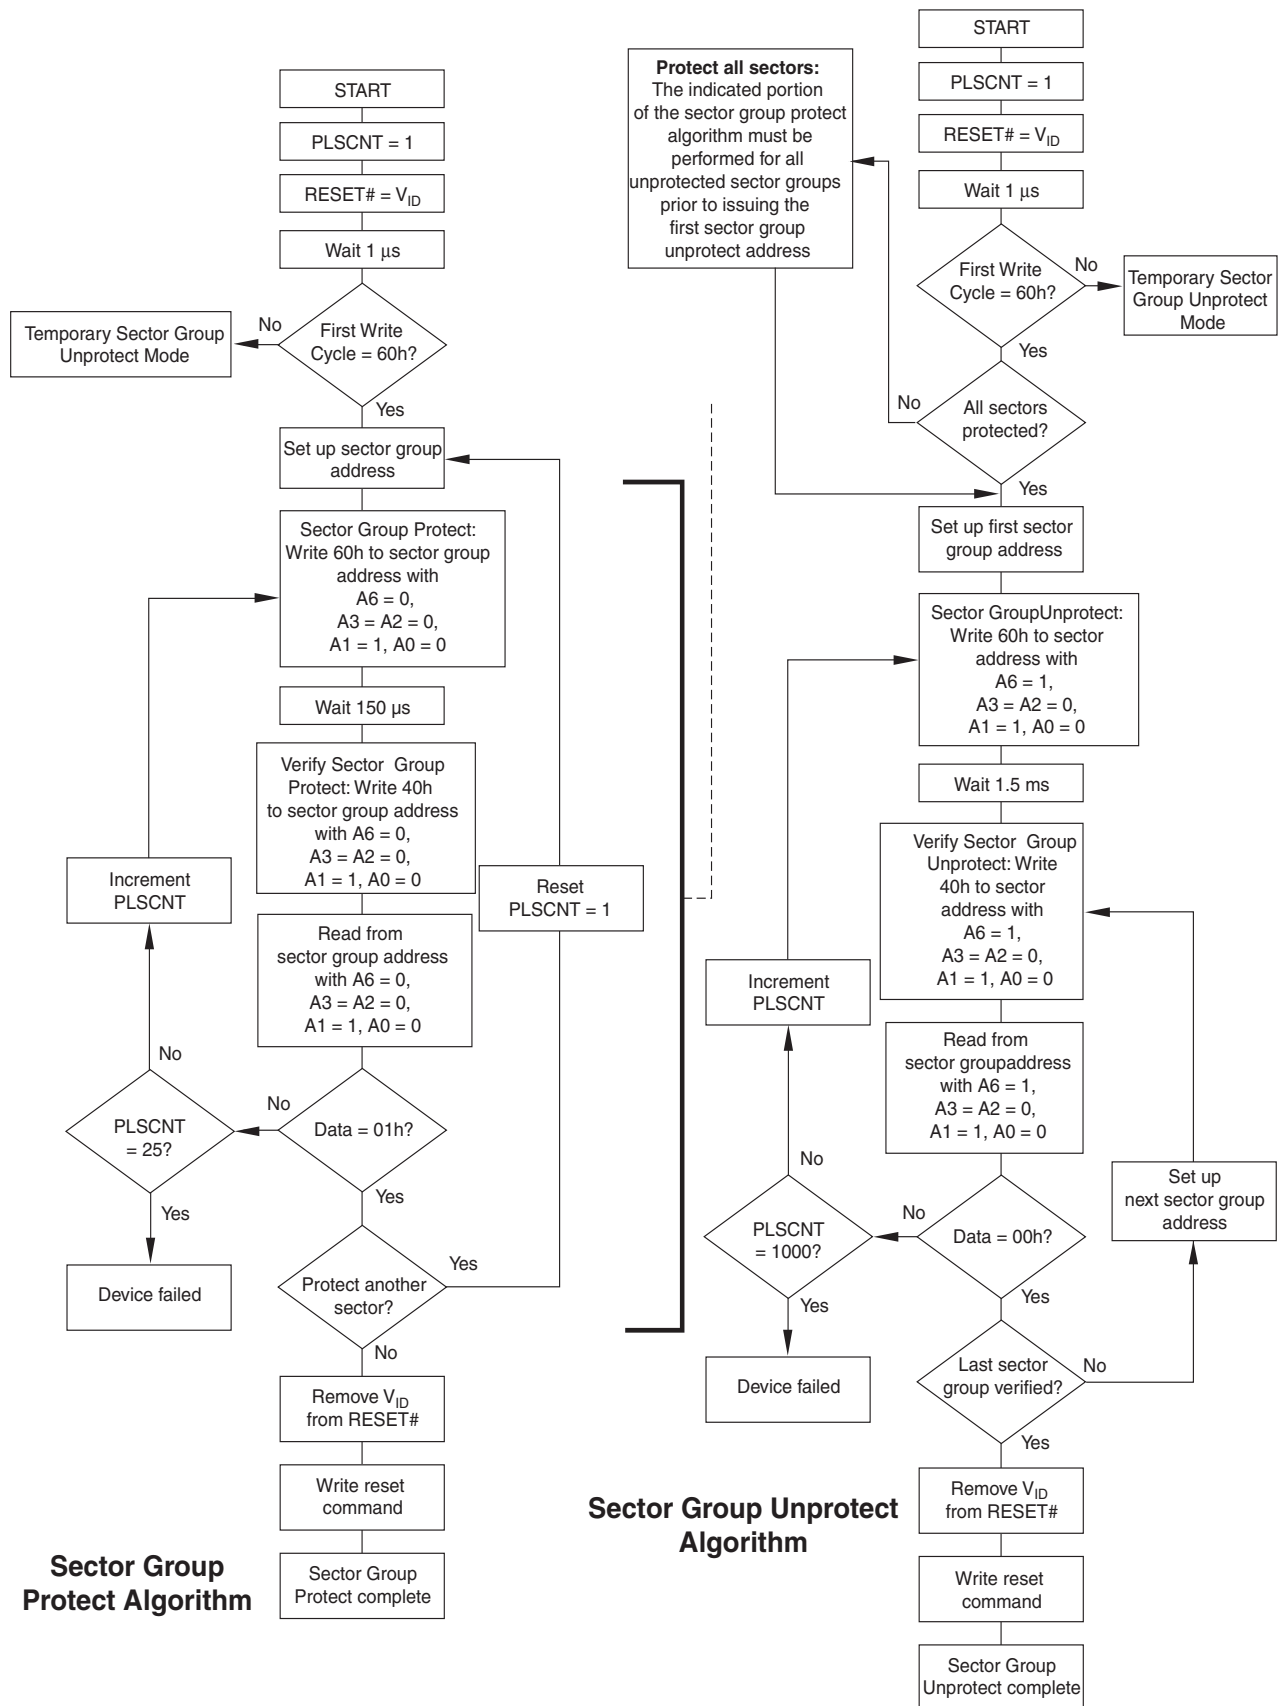 START
PLSCNT = 1
RESET# = VID
Wait 1 μs
First Write
Cycle = 60h?
No
Temporary Sector Group
Unprotect Mode
Yes
Set up sector group
address
Sector Group Protect:
Write 60h to sector group
address with
A6 = 0,
A3 = A2 = 0,
A1 = 1, A0 = 0
Wait 150 µs
Verify Sector Group
Protect: Write 40h
to sector group address
with A6 = 0,
A3 = A2 = 0,
A1 = 1, A0 = 0
Increment
PLSCNT
Reset
PLSCNT = 1
Read from
sector group address
with A6 = 0,
A3 = A2 = 0,
A1 = 1, A0 = 0
No
No
PLSCNT
= 25?
Data = 01h?
Yes
Yes
Device failed
Protect another
sector?
Yes
No
Remove VID
from RESET#
Write reset
command
Sector Group
Protect complete
Sector Group
Protect Algorithm
Protect all sectors:
The indicated portion
of the sector group protect
algorithm must be
performed for all
unprotected sector groups
prior to issuing the
first sector group
unprotect address
START
PLSCNT = 1
RESET# = VID
Wait 1 μs
First Write
Cycle = 60h?
No
Temporary Sector
Group Unprotect
Mode
Yes
No
All sectors
protected?
Yes
Set up first sector
group address
Sector GroupUnprotect:
Write 60h to sector
address with
A6 = 1,
A3 = A2 = 0,
A1 = 1, A0 = 0
Wait 1.5 ms
Verify Sector Group
Unprotect: Write
40h to sector
address with
A6 = 1,
A3 = A2 = 0,
A1 = 1, A0 = 0
Increment
PLSCNT
Read from
sector groupaddress
with A6 = 1,
A3 = A2 = 0,
A1 = 1, A0 = 0
No
No
PLSCNT
= 1000?
Data = 00h?
Set up
next sector group
address
Yes
Yes
Device failed
Last sector
group verified?
No
Yes
Remove VID
from RESET#
Write reset
command
Sector Group
Unprotect complete
Sector Group Unprotect
Algorithm